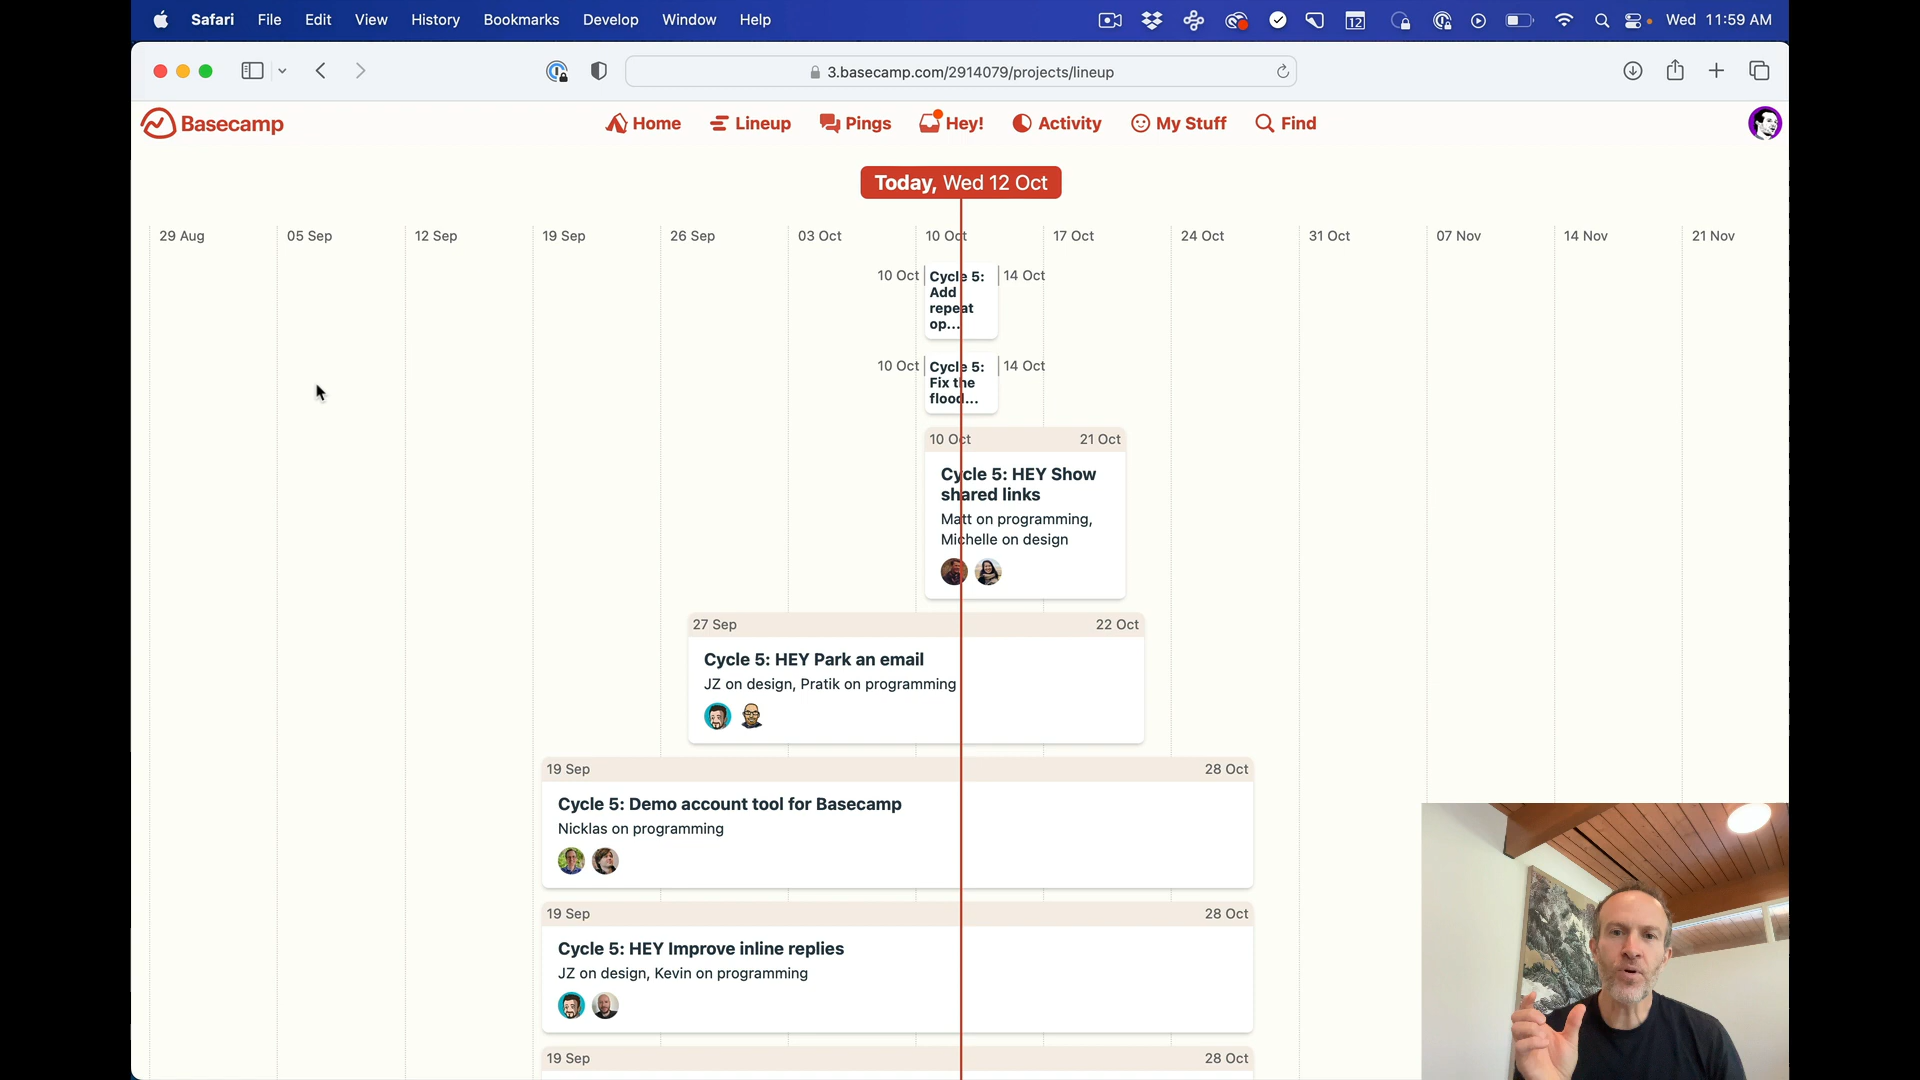 Safari File Edit View History Bookmarks Develop Window Help 12 Wed 11:59 AM
3.basecamp.com/2914079/projects/lineup
Basecamp Home Lineup Pings Hey! Activity My Stuff Find
Today, Wed 12 Oct
29 Aug 05 Sep 12 Sep 19 Sep 26 Sep 03 Oct 10 Oct 17 Oct 24 Oct 31 Oct 07 Nov 14 Nov 21 Nov
10 Oct Cycle 5: 14 Oct
Add
repeat
op...
10 Oct Cycle 5: 14 Oct
Fix the
flood...
10 Oct 21 Oct
Cycle 5: HEY Show
shared links
Matt on programming,
Michelle on design
27 Sep 22 Oct
Cycle 5: HEY Park an email
JZ on design, Pratik on programming
19 Sep 28 Oct
Cycle 5: Demo account tool for Basecamp
Nicklas on programming
19 Sep 28 Oct
Cycle 5: HEY Improve inline replies
JZ on design, Kevin on programming
19 Sep 28 Oct